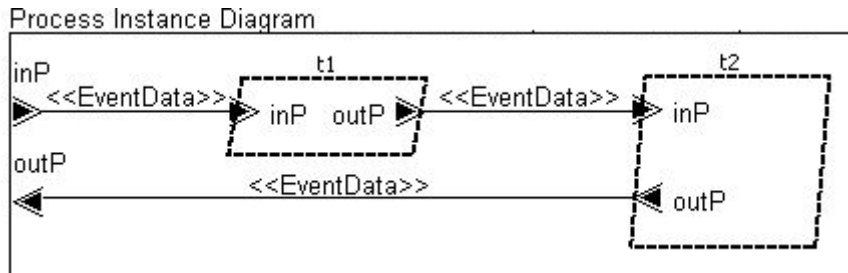 Process Instance Diagram
t1
t2
inP
<<EventData>>
<<EventData>>
inP
outP
inP
outP
<<EventData>>
outP